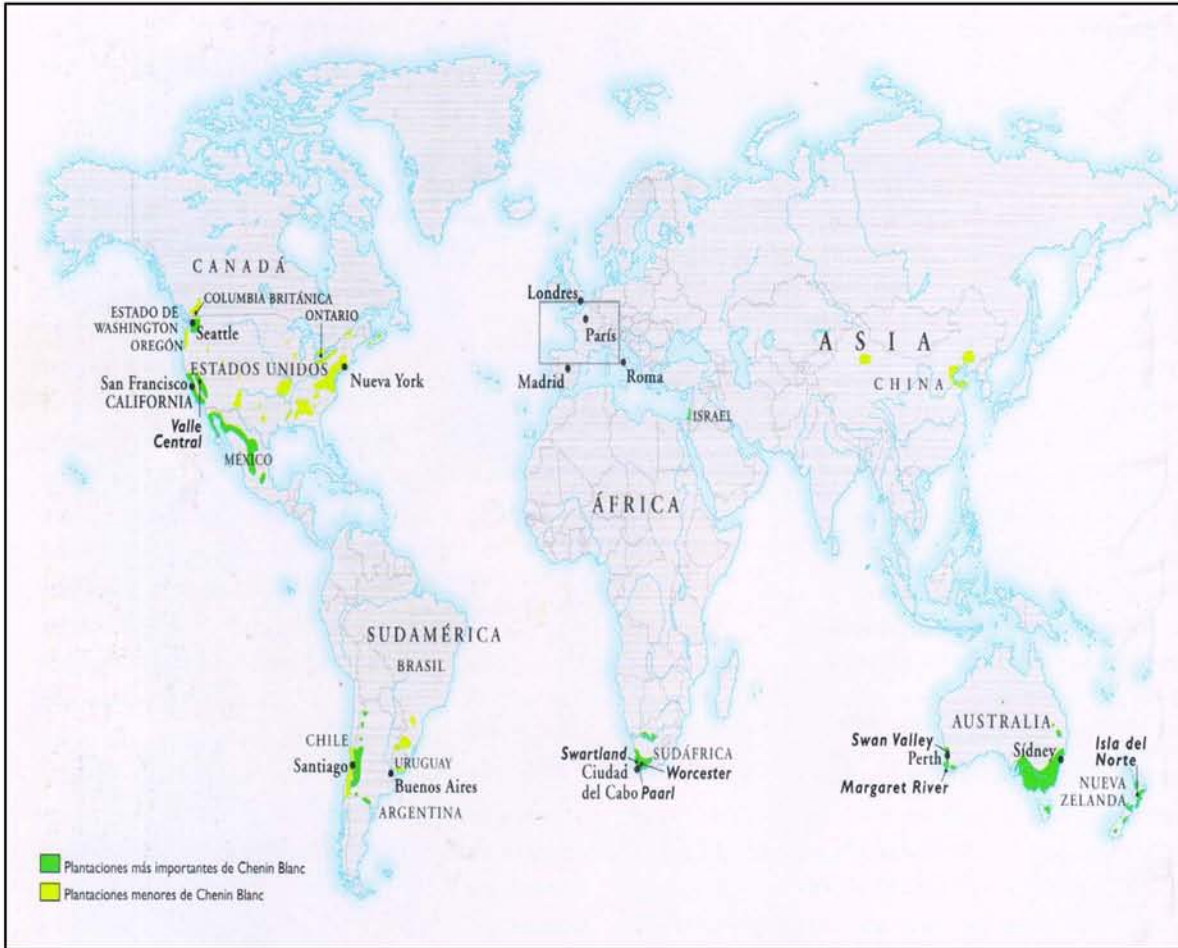 CANADÁ
COLUMBIA BRITÁNICA
ONTARIO
ESTADO DE
WASHINGTON
OREGÓN
Seattle
ESTADOS UNIDOS
Nueva York
San Francisco
CALIFORNIA
Valle
Central
MÉXICO
Londres
París
Madrid
Roma
ASIA
CHINA
ISRAEL
ÁFRICA
SUDAMÉRICA
BRASIL
CHILE
Santiago
URUGUAY
Buenos Aires
ARGENTINA
Swartland
SUDÁFRICA
Ciudad
del Cabo
Worcester
Paarl
AUSTRALIA
Swan Valley
Perth
Margaret River
Sídney
Isla del
Norte
NUEVA
ZELANDA
Plantaciones más importantes de Chenin Blanc
Plantaciones menores de Chenin Blanc